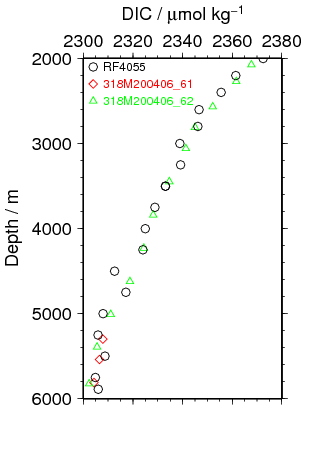 DIC / μmol kg⁻¹
2300 2320 2340 2360 2380
2000
RF4055
318M200406_61
318M200406_62
3000
4000
5000
6000
Depth / m